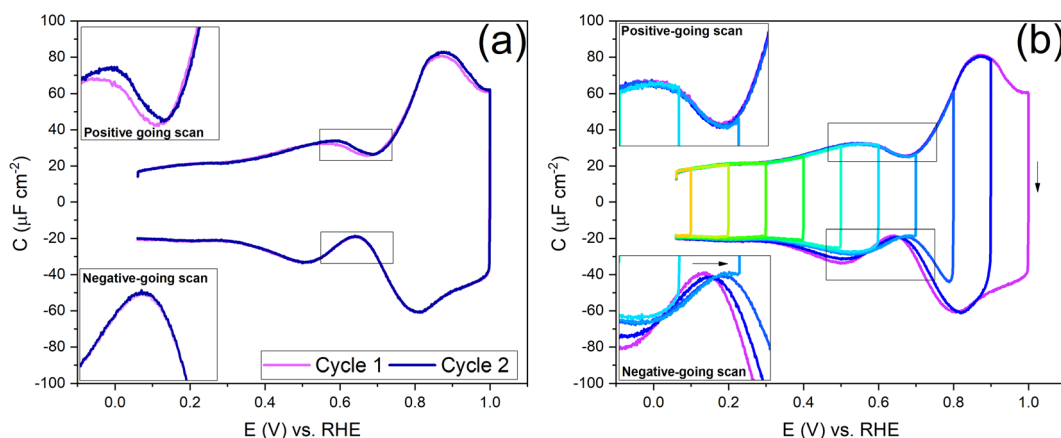 (a)
Positive going scan
Negative-going scan
Cycle 1
Cycle 2
100
80
60
40
20
0
-20
-40
-60
-80
-100
C (μF cm-2)
0.0
0.2
0.4
0.6
0.8
1.0
E (V) vs. RHE
(b)
Positive-going scan
Negative-going scan
100
80
60
40
20
0
-20
-40
-60
-80
-100
C (μF cm-2)
0.0
0.2
0.4
0.6
0.8
1.0
E (V) vs. RHE